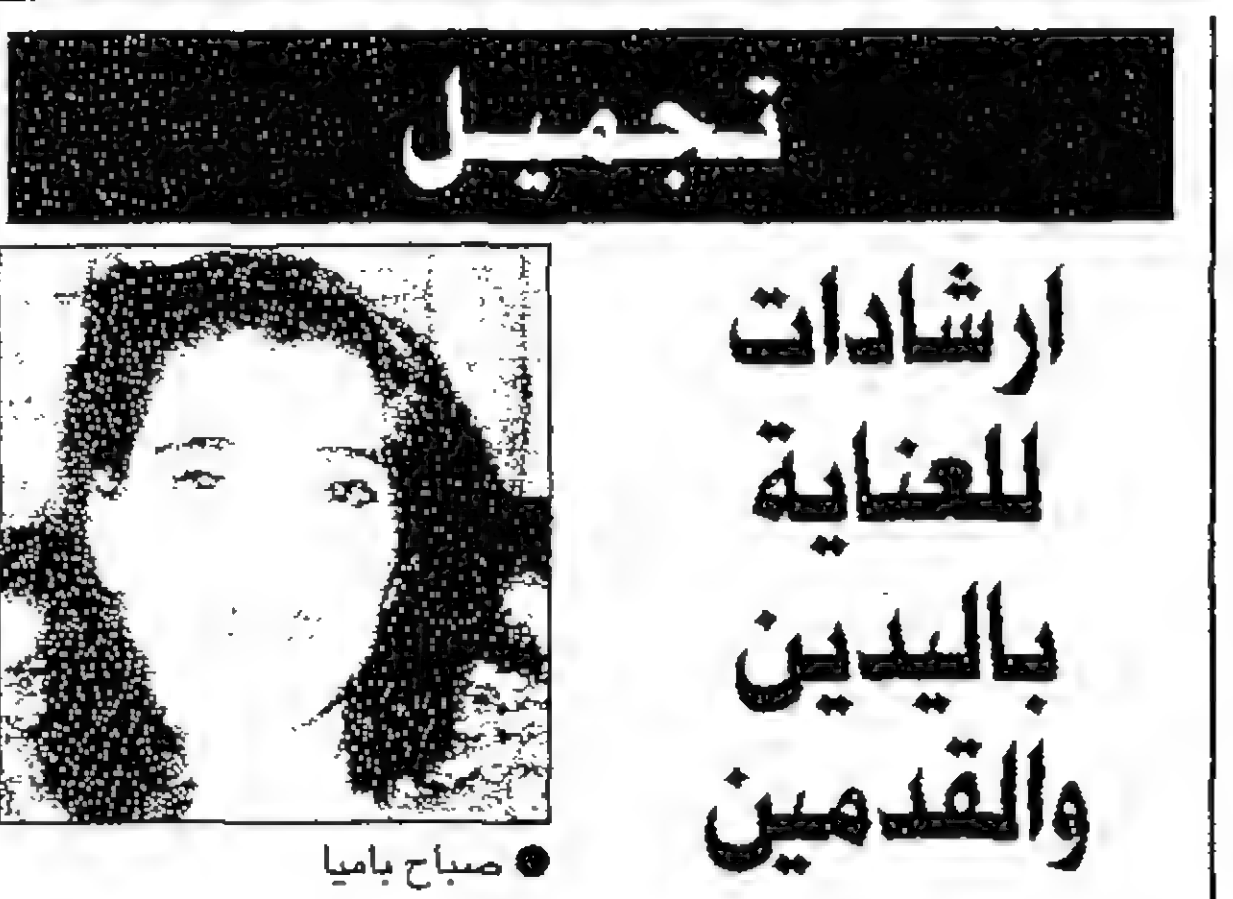 تجميل
ارشادات
للعناية
باليدين
والقدمين
صباح باميا